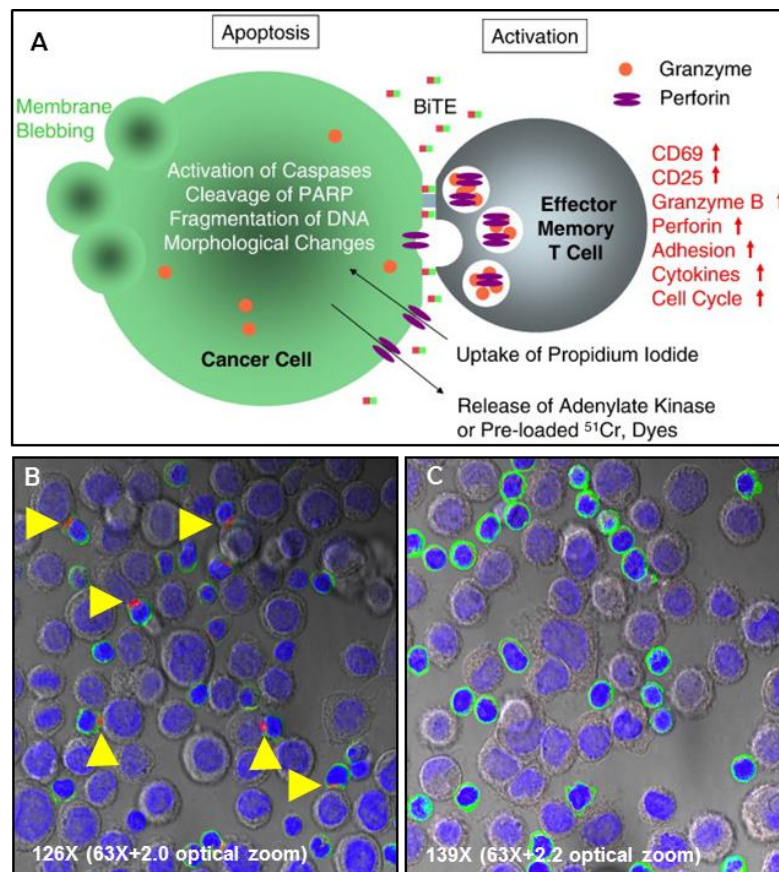 A
Apoptosis
Activation
Granzyme
Perforin
Membrane
Blebbing
BiTE
Activation of Caspases
Cleavage of PARP
Fragmentation of DNA
Morphological Changes
Effector
Memory
T Cell
CD69 ↑
CD25 ↑
Granzyme B ↑
Perforin ↑
Adhesion ↑
Cytokines ↑
Cell Cycle ↑
Cancer Cell
Uptake of Propidium Iodide
Release of Adenylate Kinase
or Pre-loaded ⁵¹Cr, Dyes
B
126X (63X+2.0 optical zoom)
C
139X (63X+2.2 optical zoom)